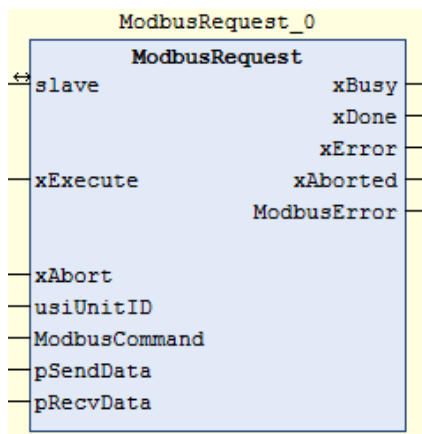 ModbusRequest_0
ModbusRequest
slave xBusy
xDone
xError
xExecute xAborted
ModbusError
xAbort
usiUnitID
ModbusCommand
pSendData
pRecvData